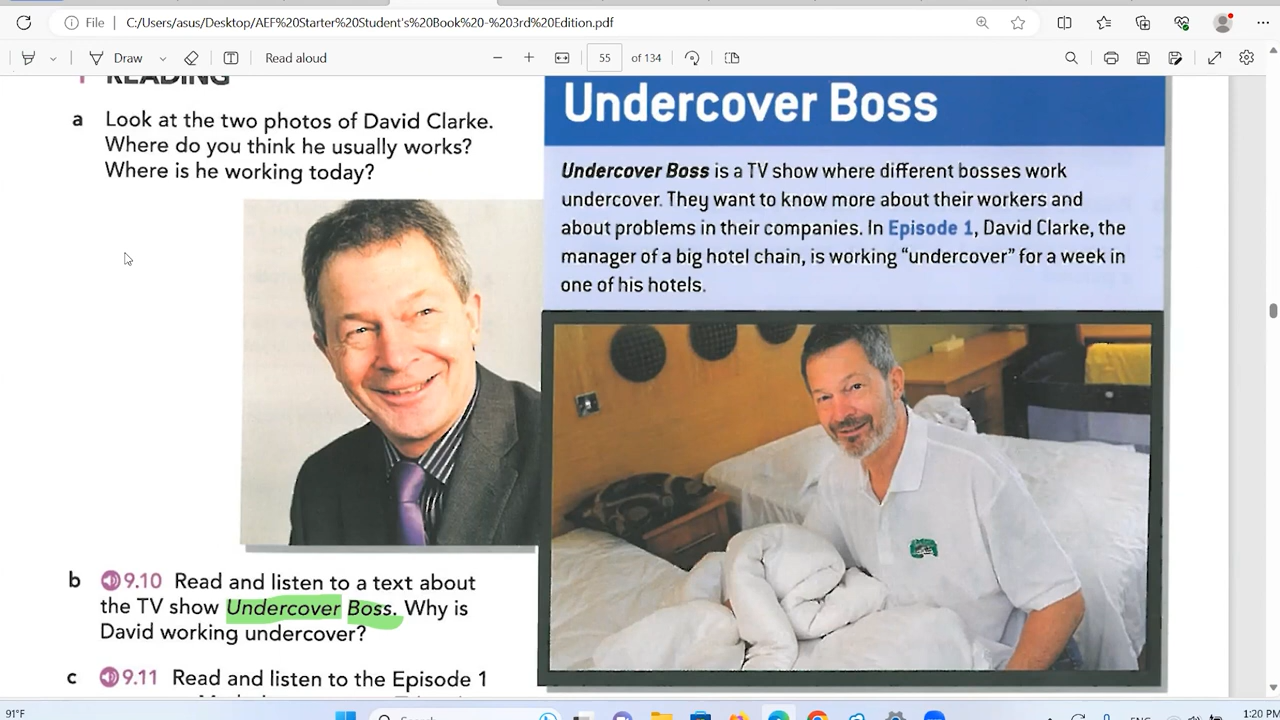 File C:/Users/asus/Desktop/AEF%20Starter%20Student's%20Book%20-%203rd%20Edition.pdf
Draw Read aloud 55 of 134
READING
a Look at the two photos of David Clarke.
Where do you think he usually works?
Where is he working today?
b 9.10 Read and listen to a text about
the TV show Undercover Boss. Why is
David working undercover?
c 9.11 Read and listen to the Episode 1
Undercover Boss
Undercover Boss is a TV show where different bosses work
undercover. They want to know more about their workers and
about problems in their companies. In Episode 1, David Clarke, the
manager of a big hotel chain, is working “undercover” for a week in
one of his hotels.
91°F
Search
1:20 PM